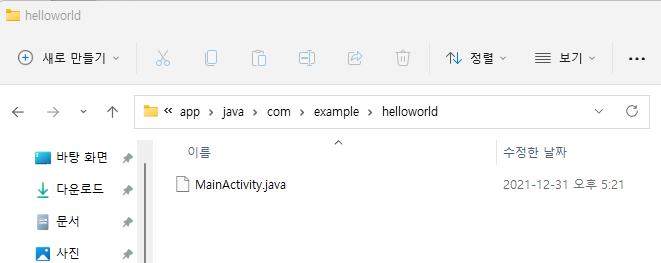 helloworld
새로 만들기 정렬 보기
« app > java > com > example > helloworld
이름 수정한 날짜
바탕 화면
MainActivity.java 2021-12-31 오후 5:21
다운로드
문서
사진